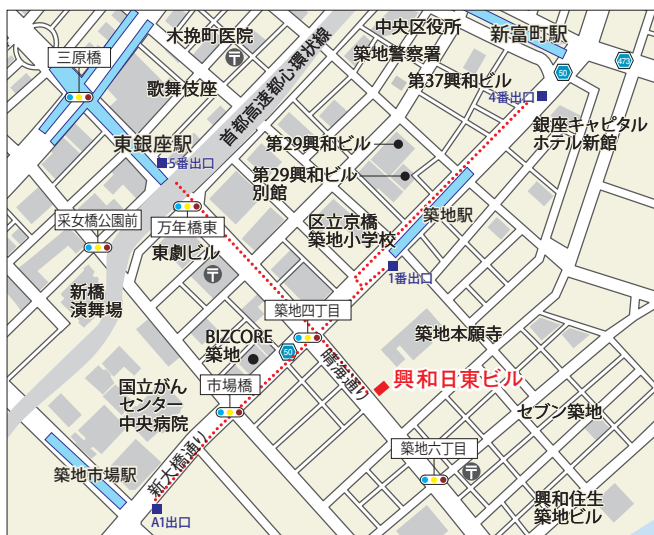 木挽町医院
中央区役所
新富町駅
築地警察署
三原橋
第37興和ビル
50
473
歌舞伎座
4番出口
首都高速都心環状線
銀座キャピタル
ホテル新館
東銀座駅
5番出口
第29興和ビル
第29興和ビル
別館
采女橋公園前
万年橋東
区立京橋
築地小学校
築地駅
東劇ビル
1番出口
新橋
演舞場
築地四丁目
BIZCORE
築地
50
築地本願寺
晴海通り
興和日東ビル
国立がん
センター
中央病院
市場橋
セブン築地
新大橋通り
築地六丁目
築地市場駅
興和住生
築地ビル
A1出口